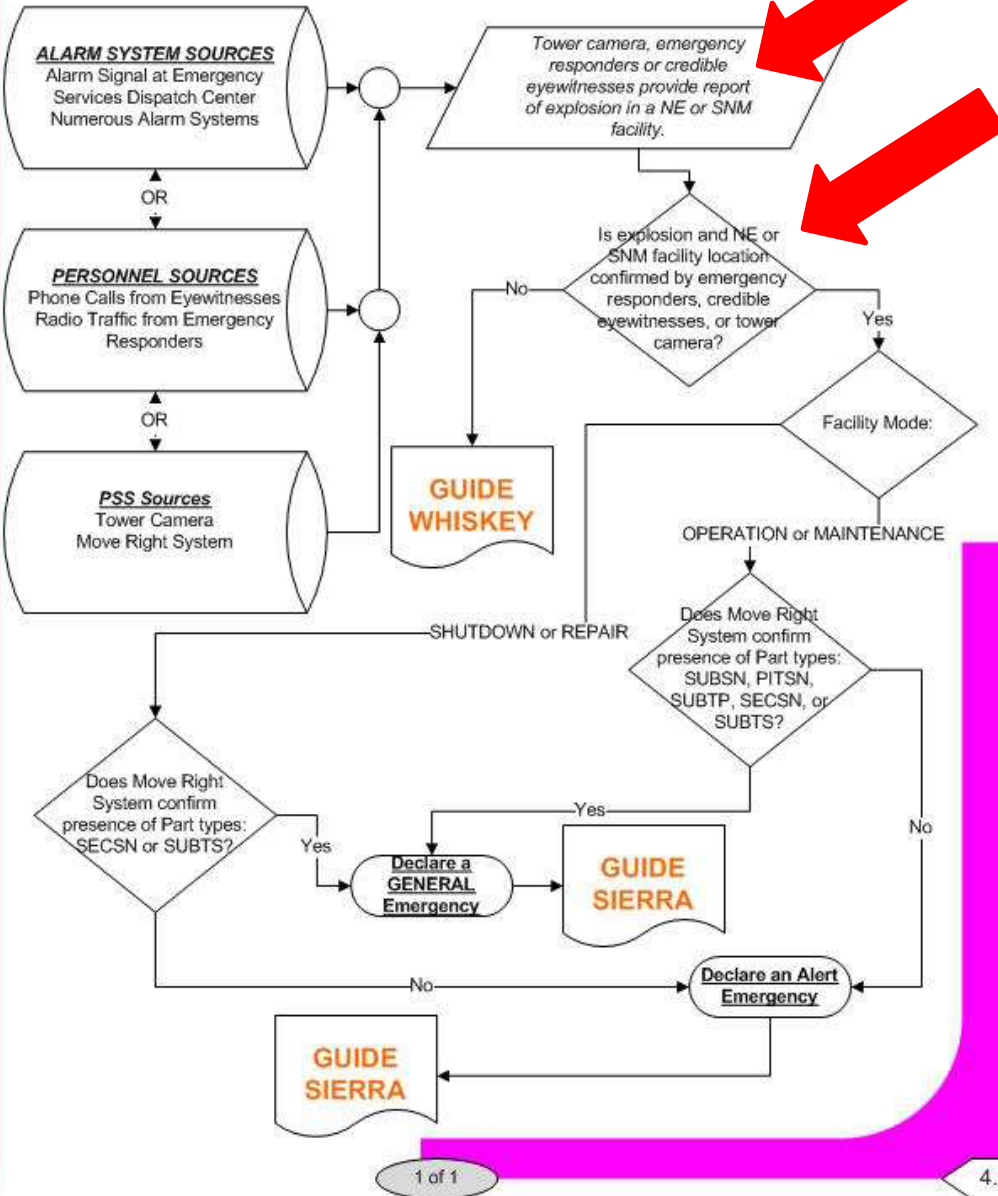 ALARM SYSTEM SOURCES
Alarm Signal at Emergency
Services Dispatch Center
Numerous Alarm Systems
Tower camera, emergency
responders or credible
eyewitnesses provide report
of explosion in a NE or SNM
facility.
OR
PERSONNEL SOURCES
Phone Calls from Eyewitnesses
Radio Traffic from Emergency
Responders
Is explosion and NE or
SNM facility location
confirmed by emergency
responders, credible
eyewitnesses, or tower
camera?
No
Yes
OR
Facility Mode:
PSS Sources
Tower Camera
Move Right System
GUIDE
WHISKEY
OPERATION or MAINTENANCE
SHUTDOWN or REPAIR
Does Move Right
System confirm
presence of Part types:
SUBSN, PITSN,
SUBTP, SECSN, or
SUBTS?
Does Move Right
System confirm
presence of Part types:
SECSN or SUBTS?
Yes
Yes
No
Declare a
GENERAL
Emergency
GUIDE
SIERRA
No
Declare an Alert
Emergency
GUIDE
SIERRA
1 of 1
4.